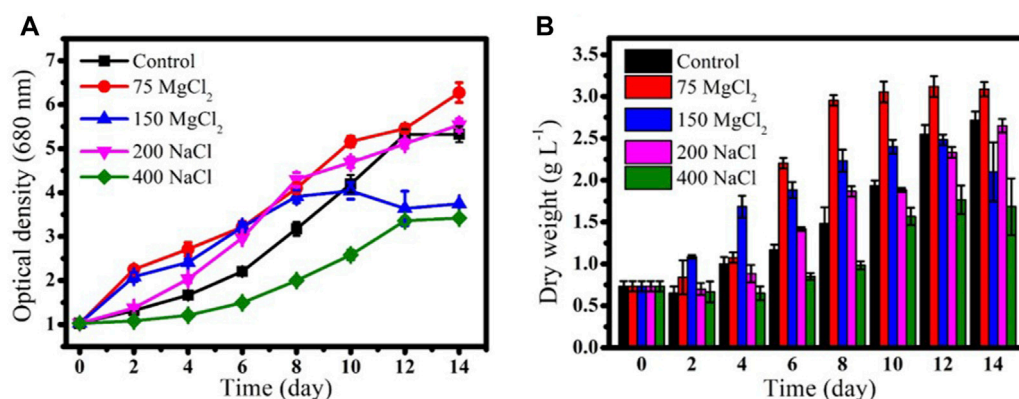 A
Optical density (680 nm)
7
6
5
4
3
2
1
Control
75 MgCl₂
150 MgCl₂
200 NaCl
400 NaCl
0 2 4 6 8 10 12 14
Time (day)
B
Dry weight (g L⁻¹)
3.5
3.0
2.5
2.0
1.5
1.0
0.5
0.0
Control
75 MgCl₂
150 MgCl₂
200 NaCl
400 NaCl
0 2 4 6 8 10 12 14
Time (day)